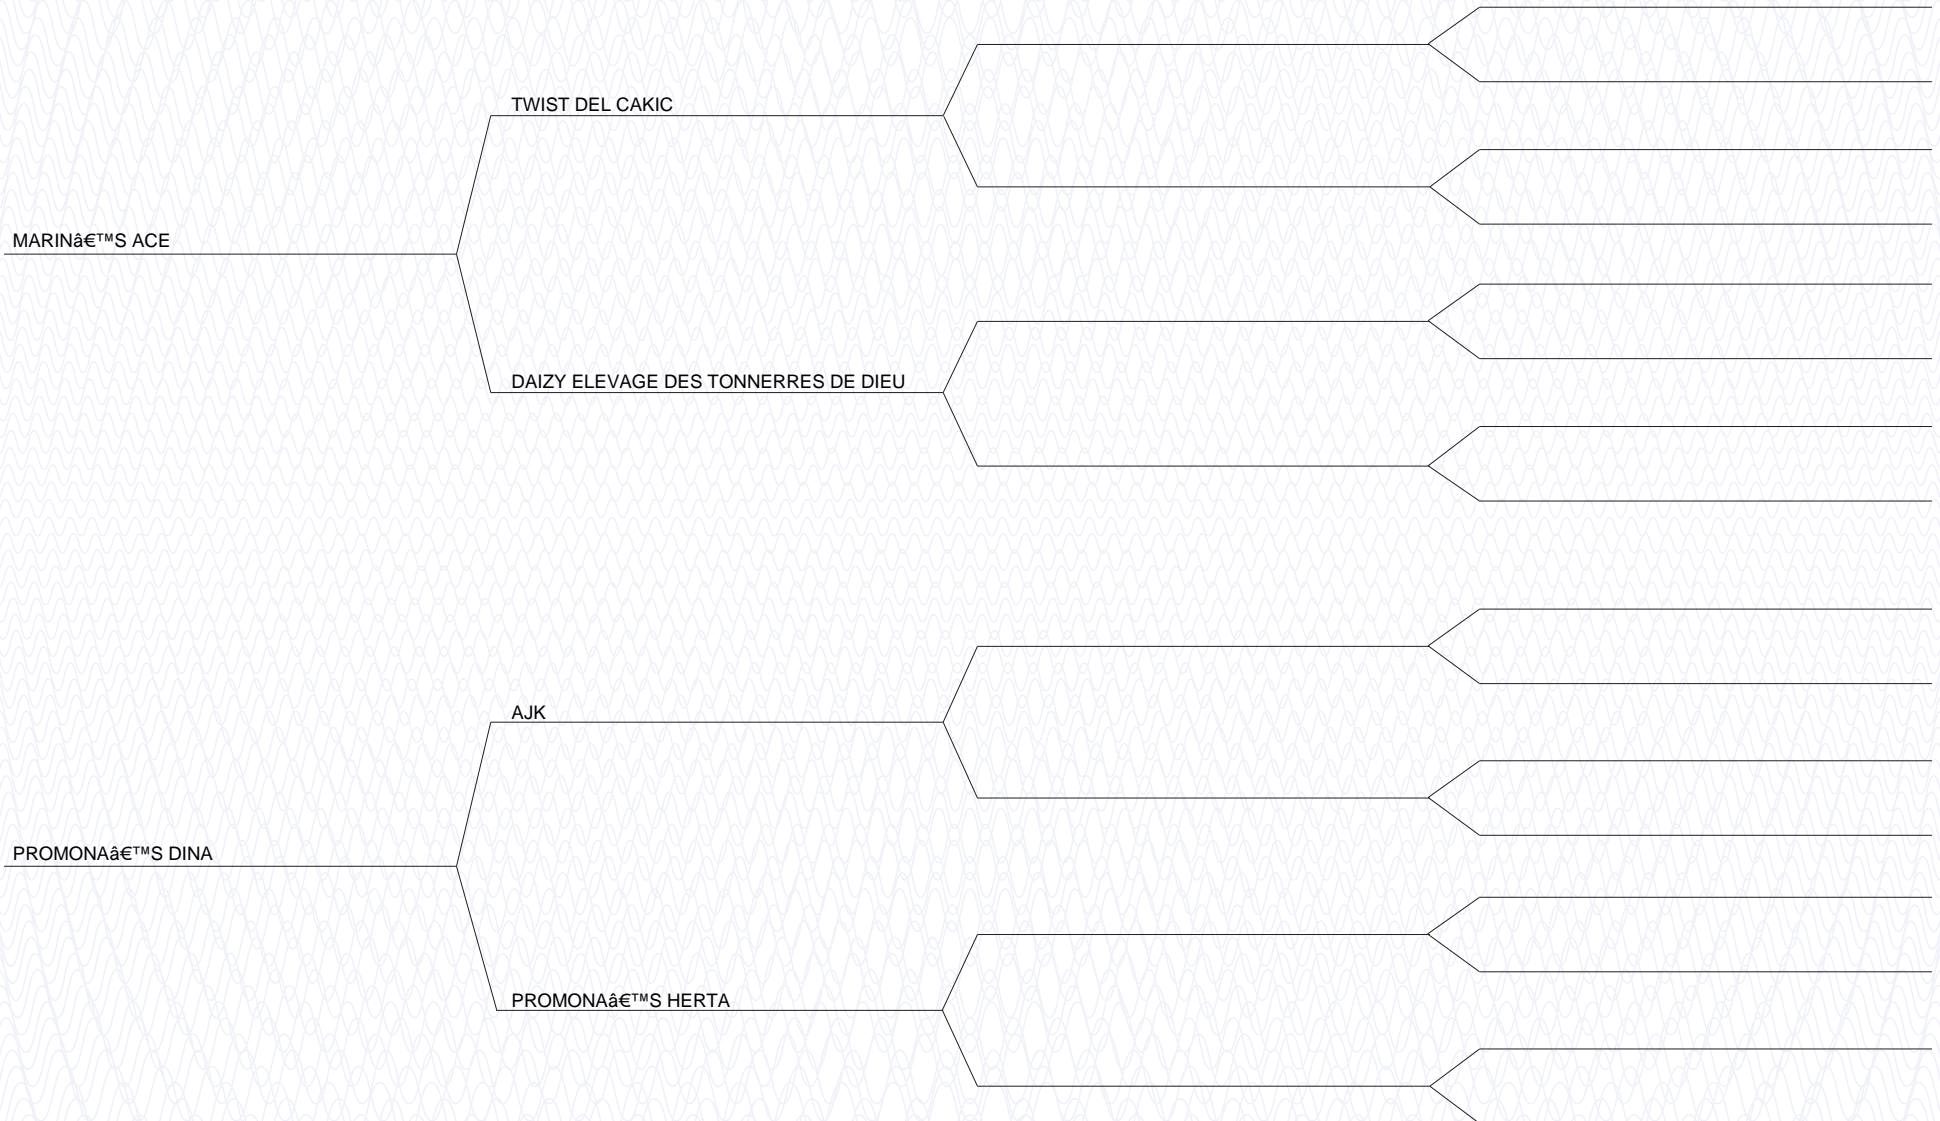 TWIST DEL CAKIC
MARINâ€™S ACE
DAIZY ELEVAGE DES TONNERRES DE DIEU
AJK
PROMONAâ€™S DINA
PROMONAâ€™S HERTA